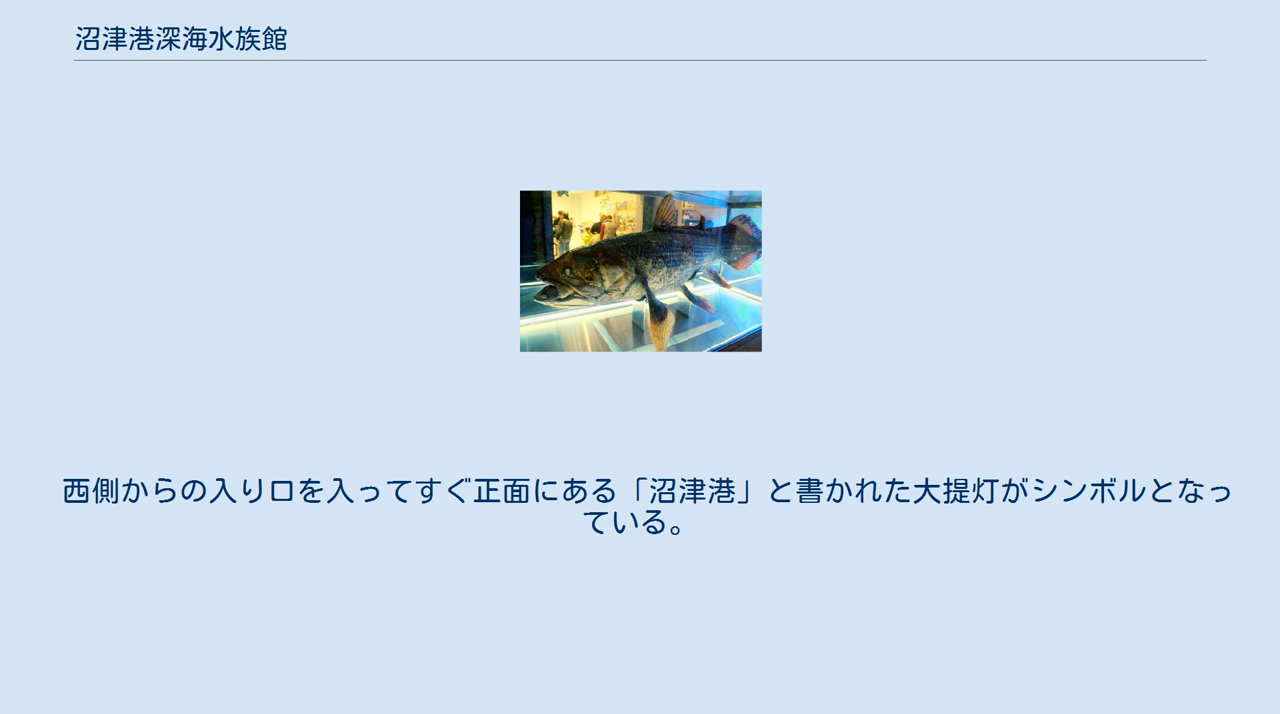 沼津港深海水族館
西側からの入り口を入ってすぐ正面にある「沼津港」と書かれた大提灯がシンボルとなっ
ている。